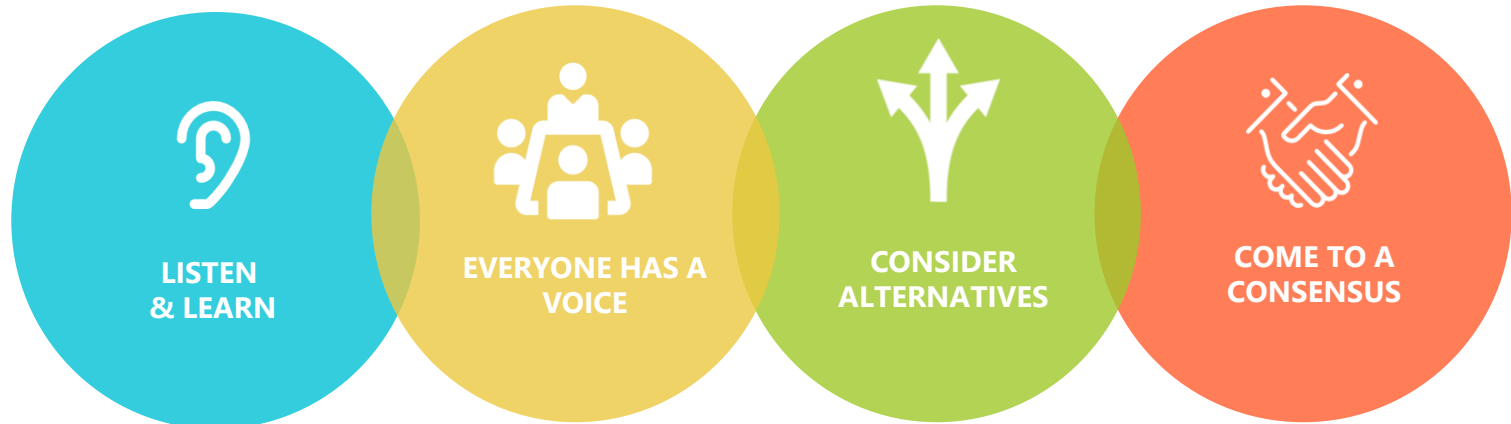 LISTEN
& LEARN
EVERYONE HAS A
VOICE
CONSIDER
ALTERNATIVES
COME TO A
CONSENSUS